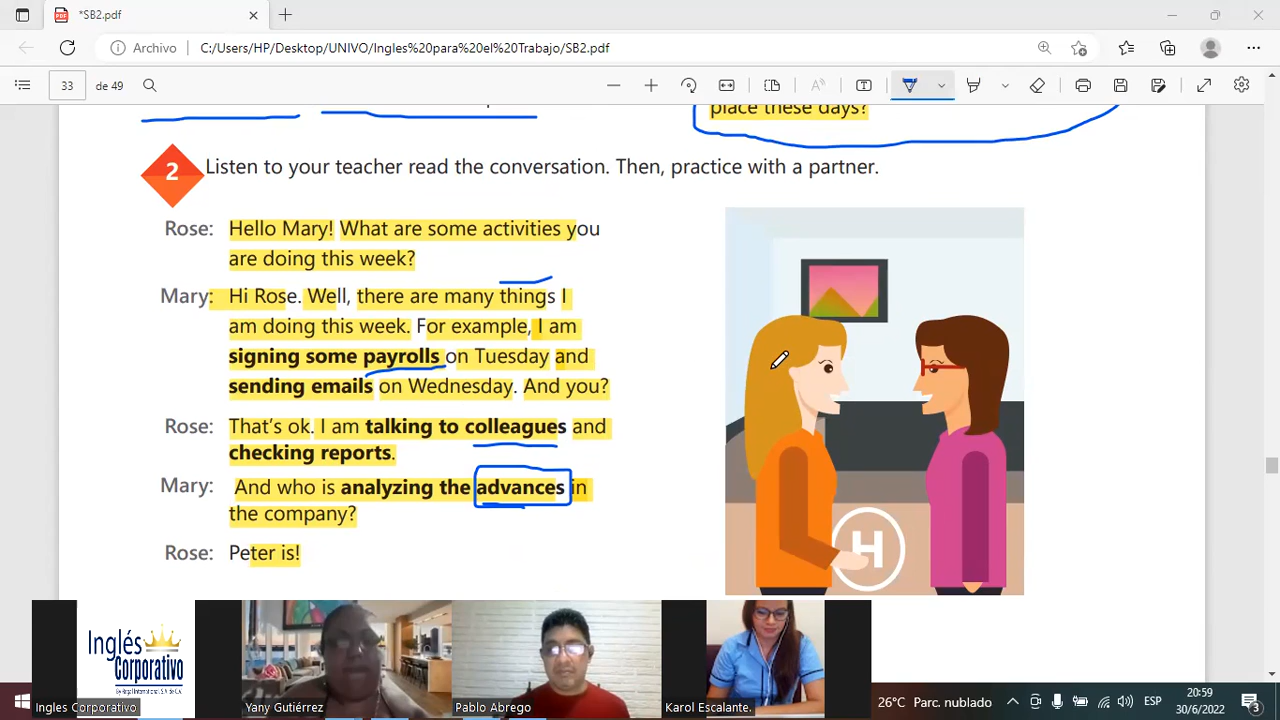 *SB2.pdf
Archivo C:/Users/HP/Desktop/UNIVO/Ingles%20para%20el%20Trabajo/SB2.pdf
33 de 49
place these days?
2 Listen to your teacher read the conversation. Then, practice with a partner.
Rose: Hello Mary! What are some activities you
are doing this week?
Mary: Hi Rose. Well, there are many things I
am doing this week. For example, I am
signing some payrolls on Tuesday and
sending emails on Wednesday. And you?
Rose: That's ok. I am talking to colleagues and
checking reports.
Mary: And who is analyzing the advances in
the company?
Rose: Peter is!
H
Inglés
Corporativo
Ingles Corporativo
Yany Gutiérrez
Pablo Abrego
Karol Escalante.
26°C Parc. nublado
ESP
20:59
30/6/2022
3